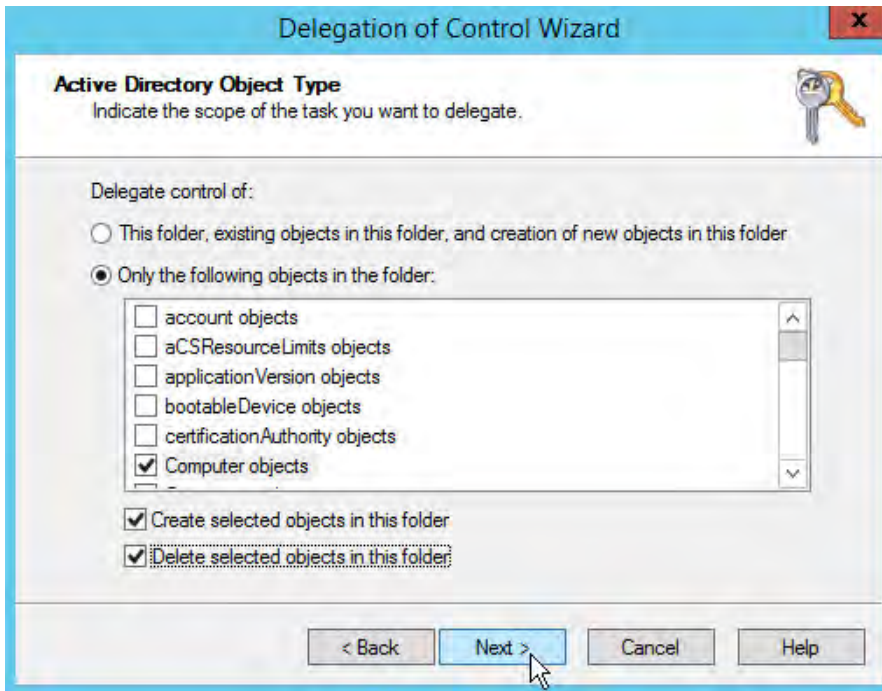 Delegation of Control Wizard
x
Active Directory Object Type
Indicate the scope of the task you want to delegate.
Delegate control of:
This folder, existing objects in this folder, and creation of new objects in this folder
Only the following objects in the folder:
account objects
aCSResourceLimits objects
applicationVersion objects
bootableDevice objects
certificationAuthority objects
Computer objects
Create selected objects in this folder
Delete selected objects in this folder
< Back Next > Cancel Help